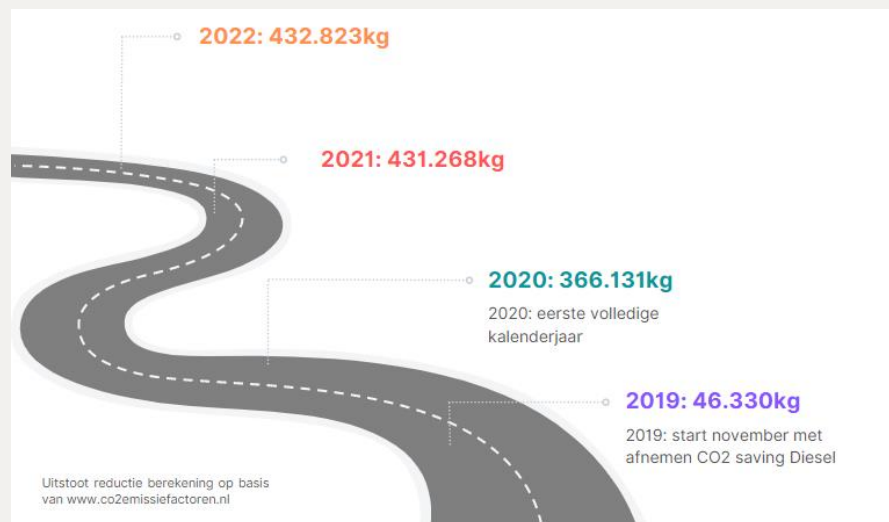 2022: 432.823kg
2021: 431.268kg
2020: 366.131kg
2020: eerste volledige
kalenderjaar
2019: 46.330kg
2019: start november met
afnemen CO2 saving Diesel
Uitstoot reductie berekening op basis
van www.co2emissiefactoren.nl